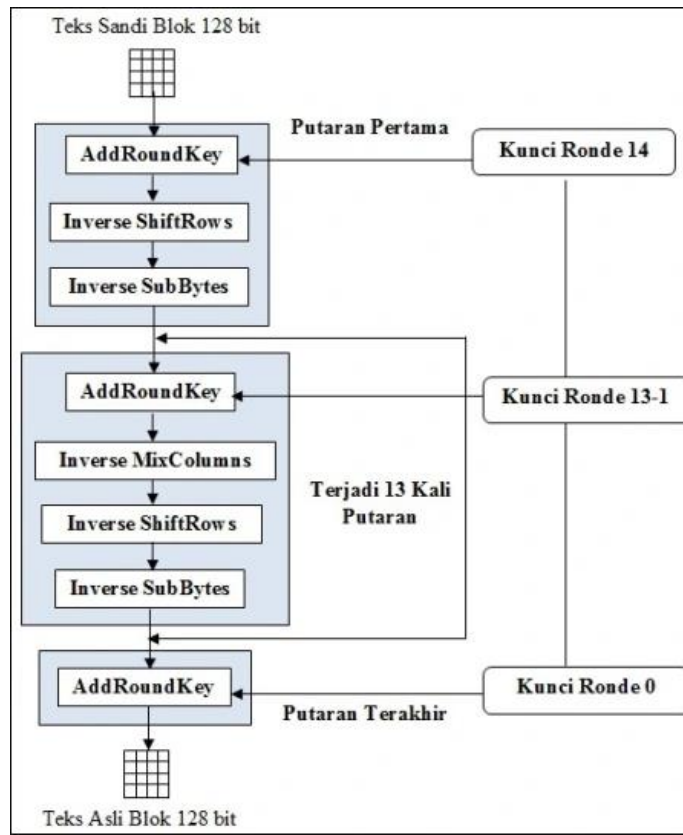 Teks Sandi Blok 128 bit
Putaran Pertama
AddRoundKey
Kunci Ronde 14
Inverse ShiftRows
Inverse SubBytes
AddRoundKey
Kunci Ronde 13-1
Inverse MixColumns
Terjadi 13 Kali
Putaran
Inverse ShiftRows
Inverse SubBytes
AddRoundKey
Kunci Ronde 0
Putaran Terakhir
Teks Asli Blok 128 bit